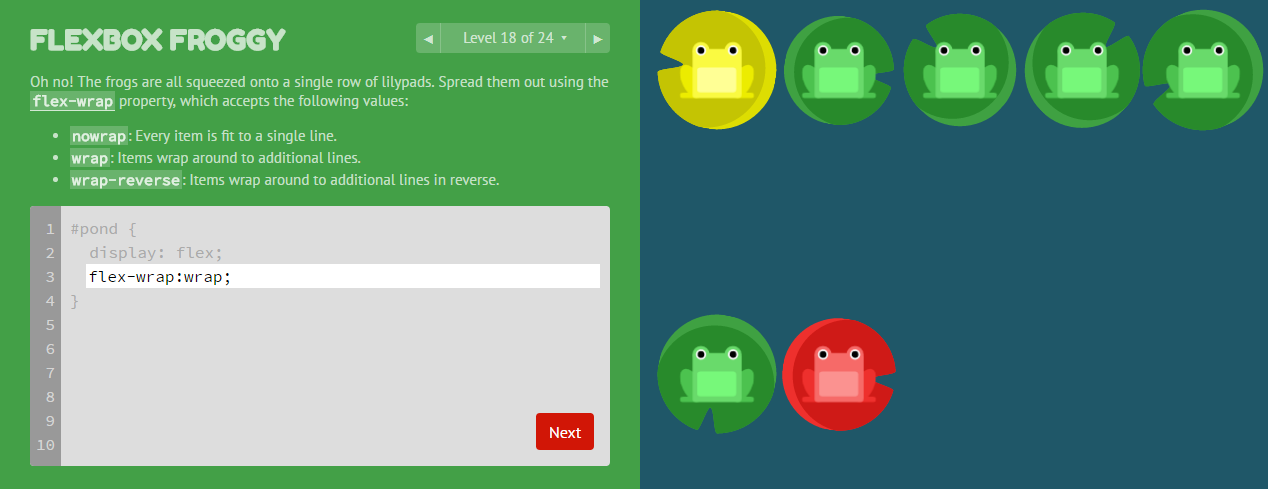 FLEXBOX FROGGY
◀ Level 18 of 24 ▾ ▶
Oh no! The frogs are all squeezed onto a single row of lilypads. Spread them out using the
flex-wrap property, which accepts the following values:
• nowrap: Every item is fit to a single line.
• wrap: Items wrap around to additional lines.
• wrap-reverse: Items wrap around to additional lines in reverse.
1 #pond {
2 display: flex;
3 flex-wrap:wrap;
4 }
5
6
7
8
9
10
Next